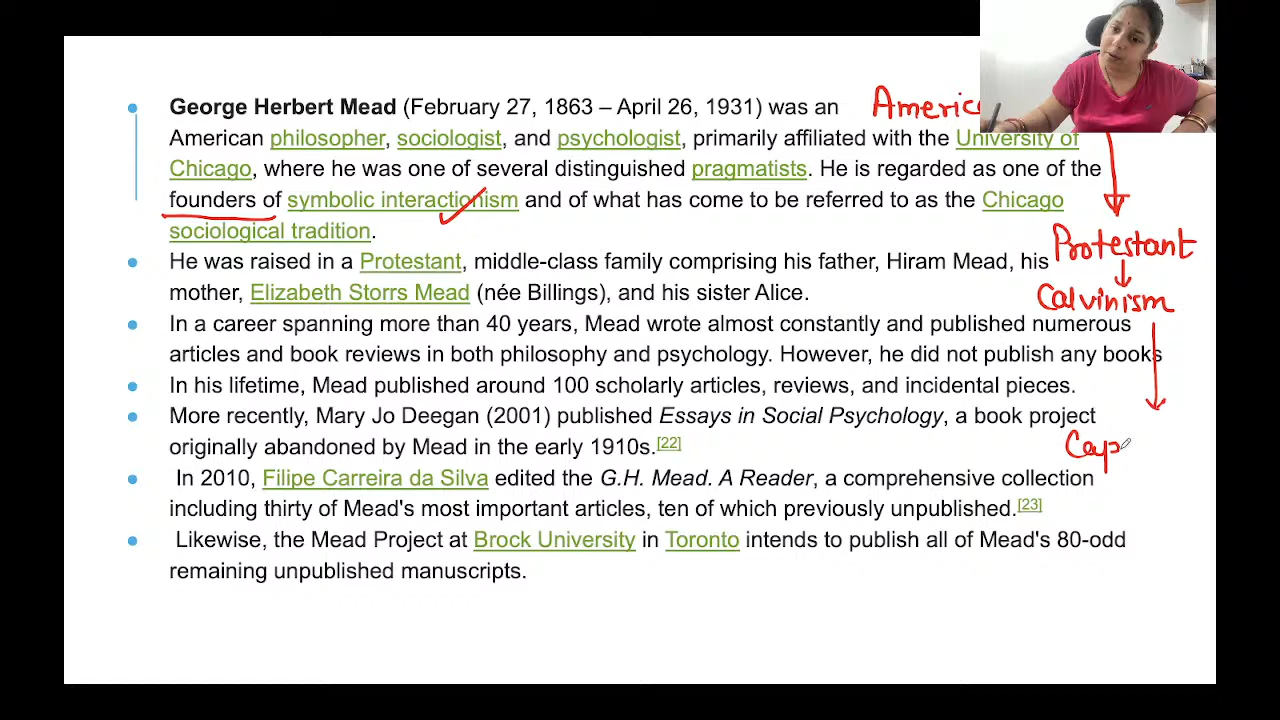 George Herbert Mead (February 27, 1863 – April 26, 1931) was an
American philosopher, sociologist, and psychologist, primarily affiliated with the University of
Chicago, where he was one of several distinguished pragmatists. He is regarded as one of the
founders of symbolic interactionism and of what has come to be referred to as the Chicago
sociological tradition.
He was raised in a Protestant, middle-class family comprising his father, Hiram Mead, his
mother, Elizabeth Storrs Mead (née Billings), and his sister Alice.
In a career spanning more than 40 years, Mead wrote almost constantly and published numerous
articles and book reviews in both philosophy and psychology. However, he did not publish any books
In his lifetime, Mead published around 100 scholarly articles, reviews, and incidental pieces.
More recently, Mary Jo Deegan (2001) published Essays in Social Psychology, a book project
originally abandoned by Mead in the early 1910s.[22]
In 2010, Filipe Carreira da Silva edited the G.H. Mead. A Reader, a comprehensive collection
including thirty of Mead's most important articles, ten of which previously unpublished.[23]
Likewise, the Mead Project at Brock University in Toronto intends to publish all of Mead's 80-odd
remaining unpublished manuscripts.
Americ
Protestant
Calvinism
Cap